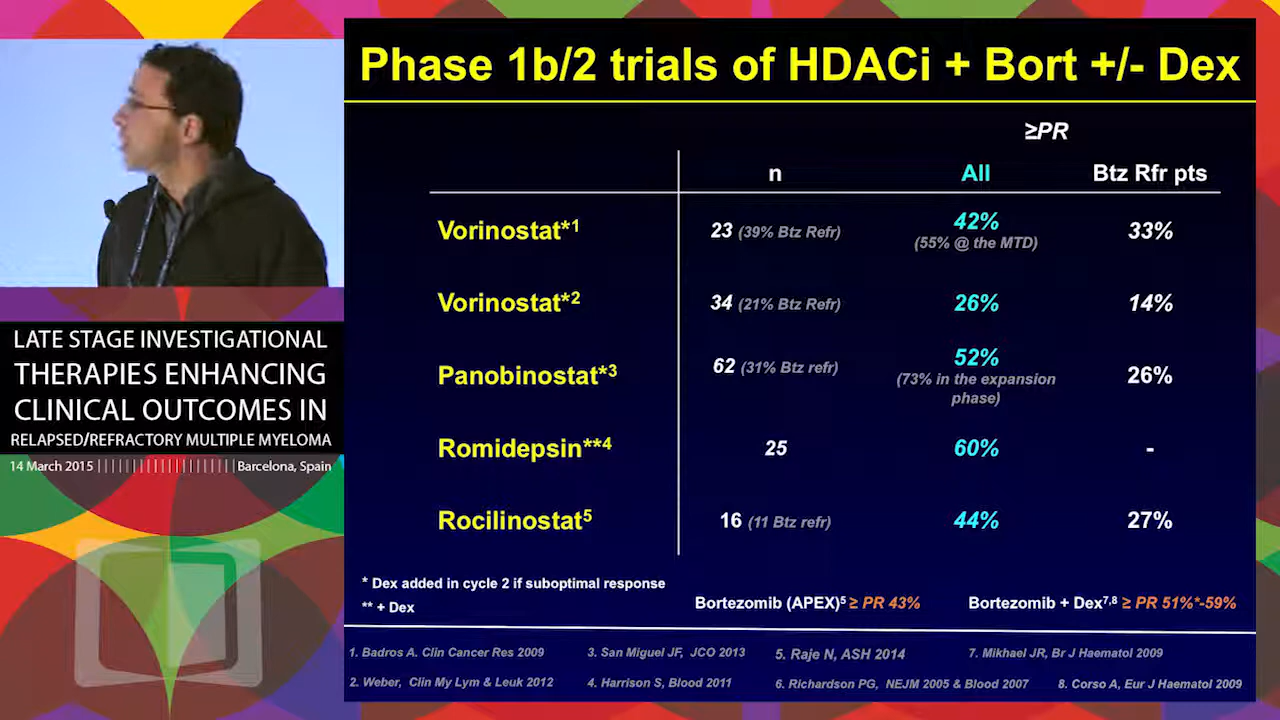 Phase 1b/2 trials of HDACi + Bort +/- Dex
≥PR
n All Btz Rfr pts
Vorinostat*1 23 (39% Btz Refr) 42% (55% @ the MTD) 33%
Vorinostat*2 34 (21% Btz Refr) 26% 14%
Panobinostat*3 62 (31% Btz refr) 52% (73% in the expansion phase) 26%
Romidepsin**4 25 60% -
Rocilinostat5 16 (11 Btz refr) 44% 27%
* Dex added in cycle 2 if suboptimal response
** + Dex
Bortezomib (APEX)5 ≥ PR 43%
Bortezomib + Dex7,8 ≥ PR 51%*-59%
1. Badros A. Clin Cancer Res 2009
3. San Miguel JF, JCO 2013
5. Raje N, ASH 2014
7. Mikhael JR, Br J Haematol 2009
2. Weber, Clin My Lym & Leuk 2012
4. Harrison S, Blood 2011
6. Richardson PG, NEJM 2005 & Blood 2007
8. Corso A, Eur J Haematol 2009
LATE STAGE INVESTIGATIONAL
THERAPIES ENHANCING
CLINICAL OUTCOMES IN
RELAPSED/REFRACTORY MULTIPLE MYELOMA
14 March 2015 ||||||||||||||||||| Barcelona, Spain